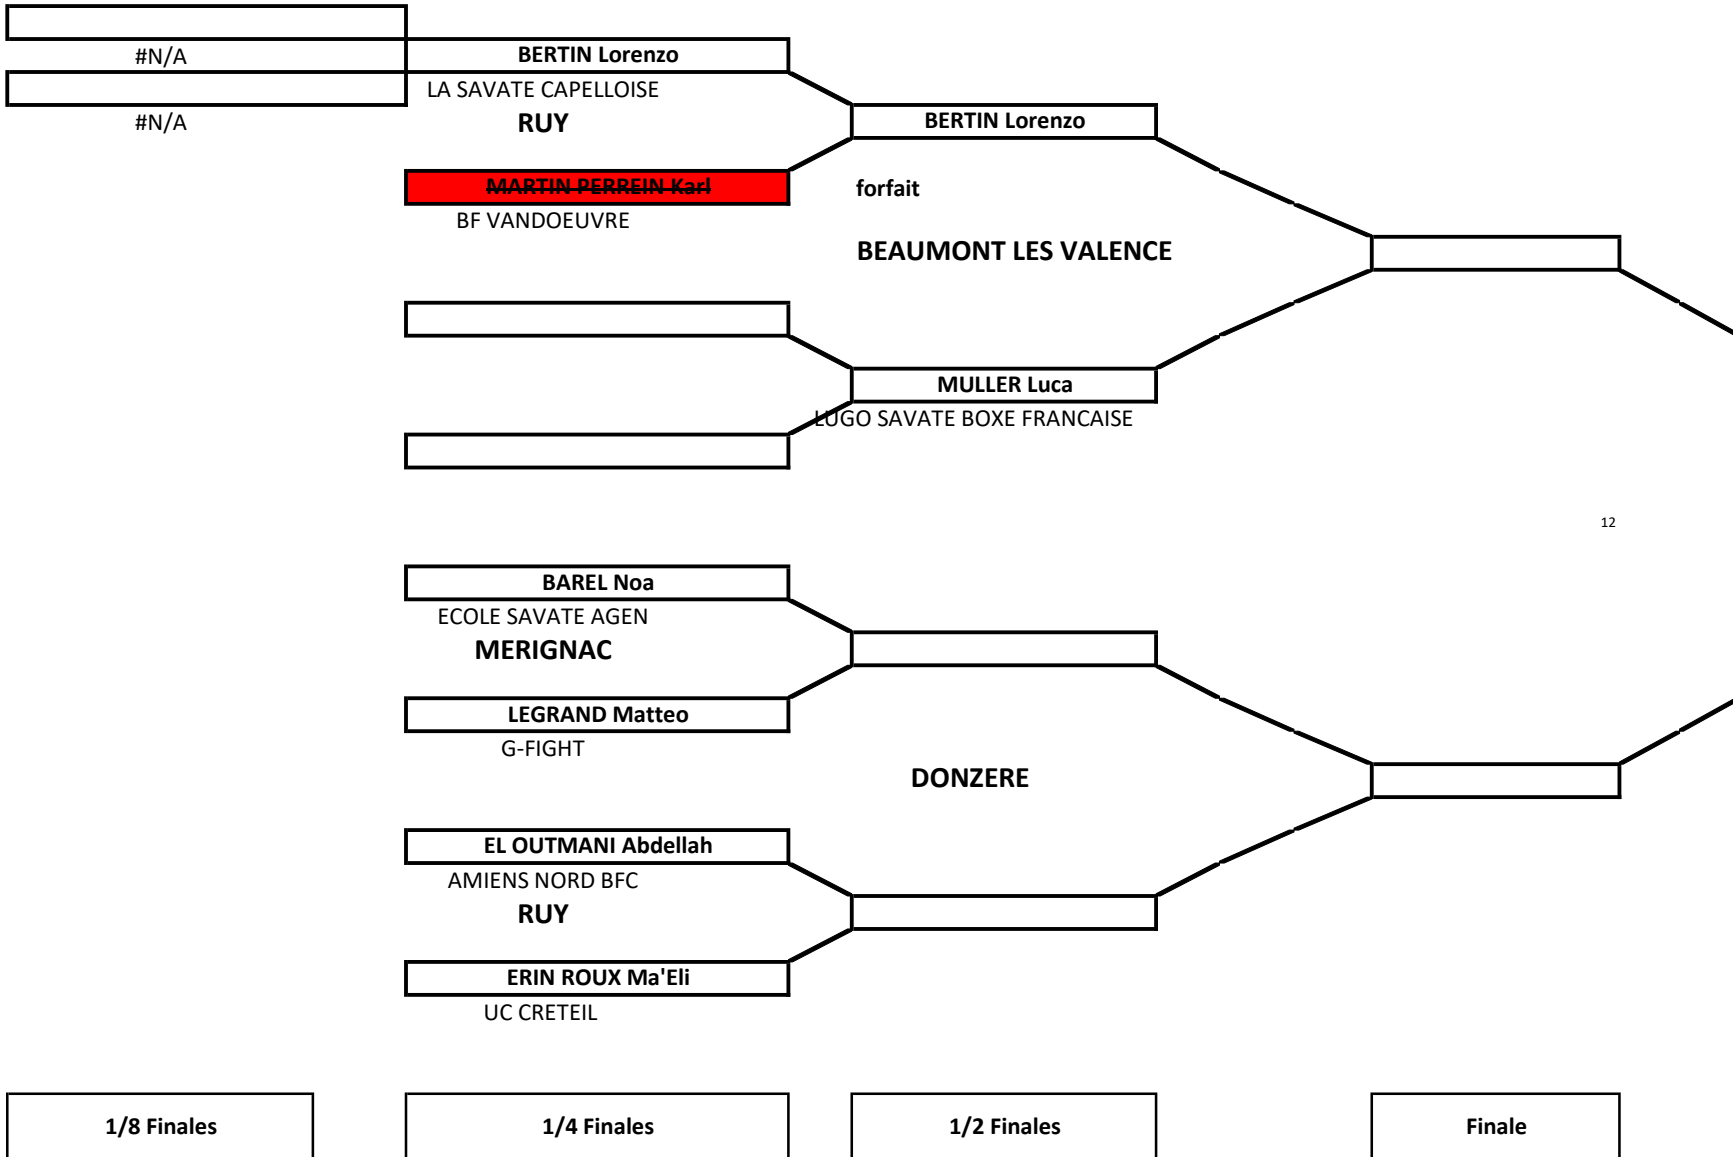 #N/A
BERTIN Lorenzo
LA SAVATE CAPELLOISE
#N/A
RUY
BERTIN Lorenzo
MARTIN PERREIN Karl
forfait
BF VANDOEUVRE
BEAUMONT LES VALENCE
MULLER Luca
LUGO SAVATE BOXE FRANCAISE
12
BAREL Noa
ECOLE SAVATE AGEN
MERIGNAC
LEGRAND Matteo
G-FIGHT
DONZERE
EL OUTMANI Abdellah
AMIENS NORD BFC
RUY
ERIN ROUX Ma'Eli
UC CRETEIL
1/8 Finales
1/4 Finales
1/2 Finales
Finale